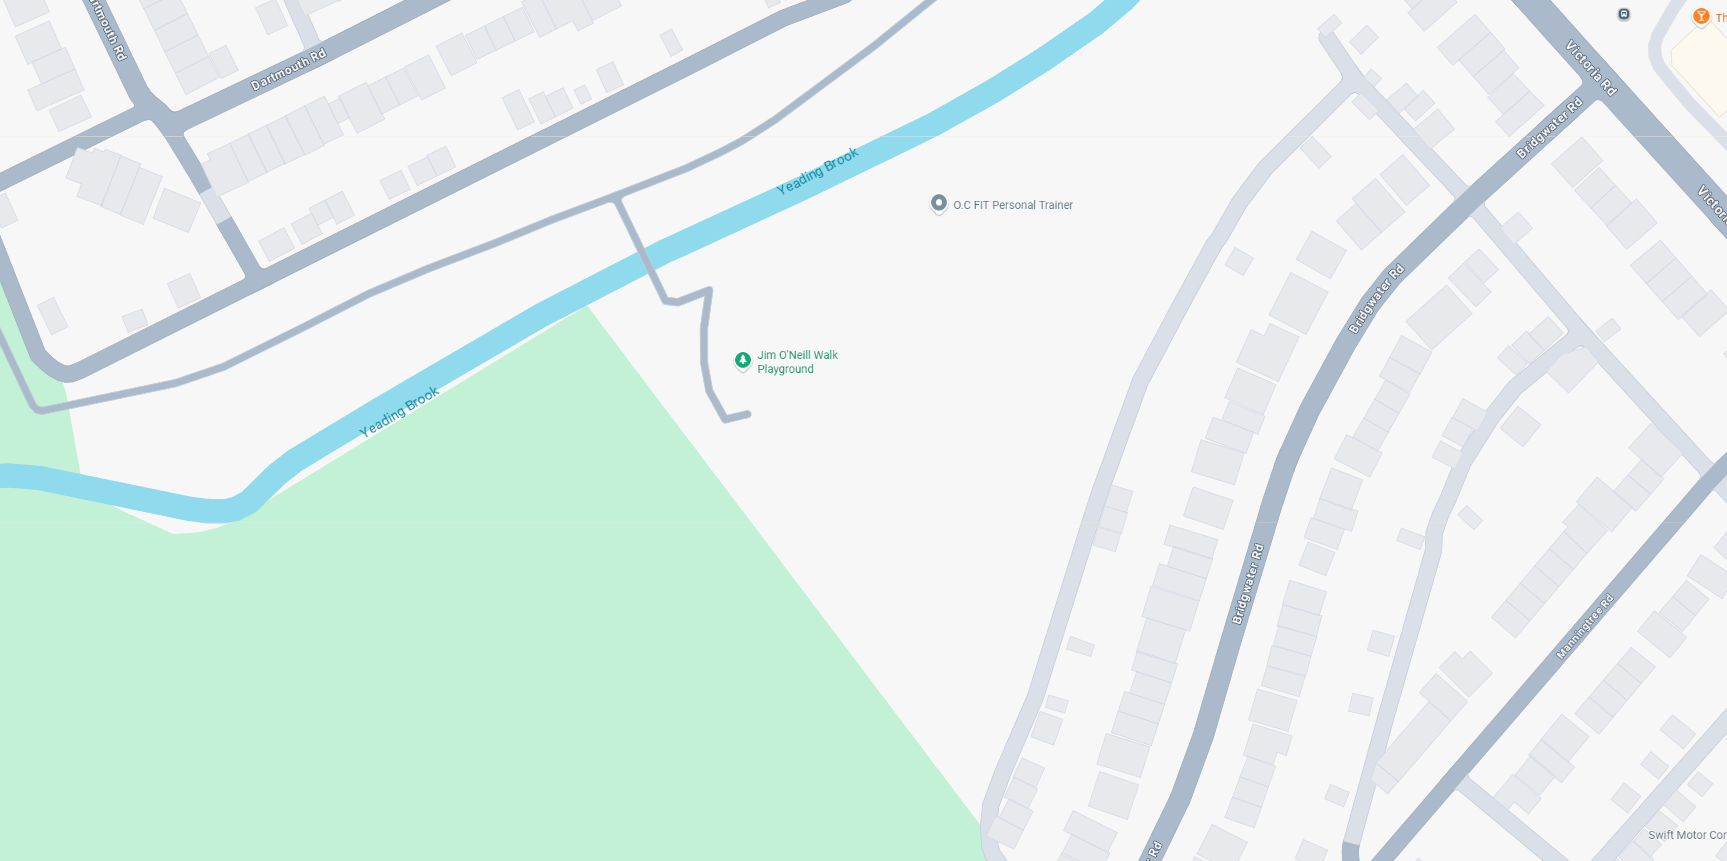 Dartmouth Rd
Dartmouth Rd
Victoria Rd
Bridgwater Rd
Yeading Brook
O.C FIT Personal Trainer
Bridgwater Rd
Jim O'Neill Walk
Playground
Yeading Brook
Bridgwater Rd
Manningtree Rd
Swift Motor
Rd